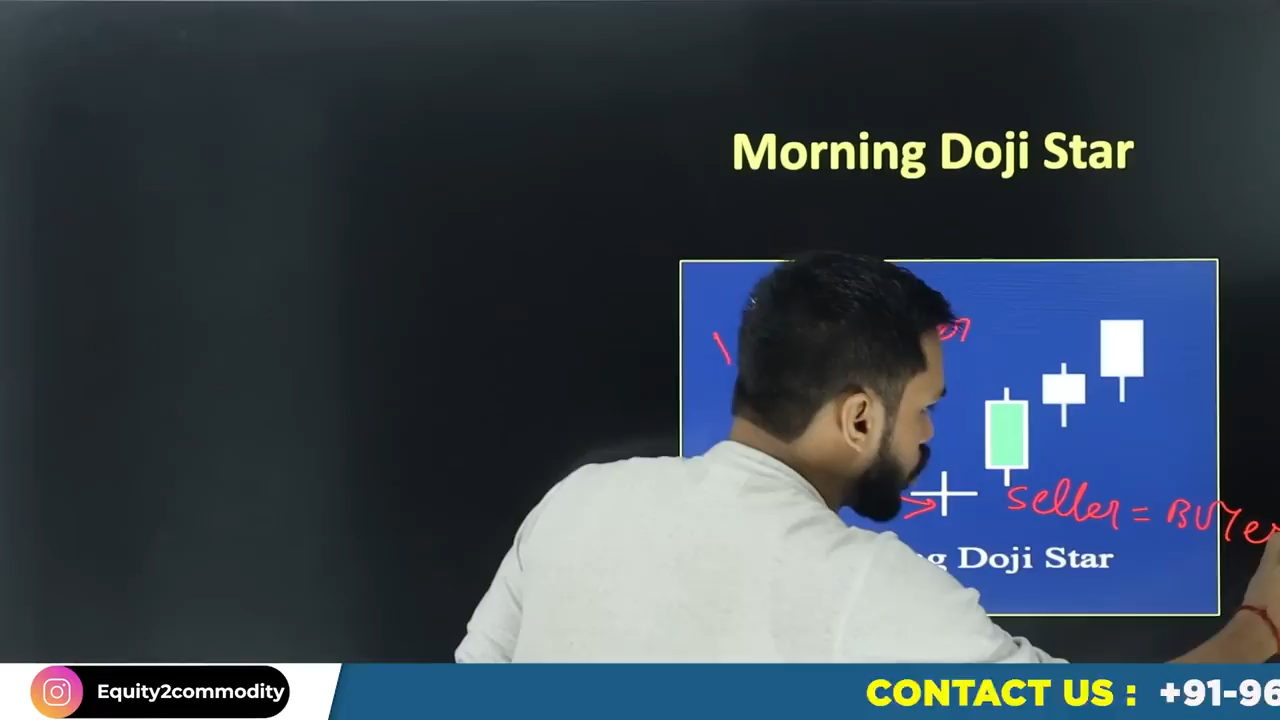 Morning Doji Star
Seller = BUYer
Doji Star
Equity2commodity
CONTACT US : +91-96